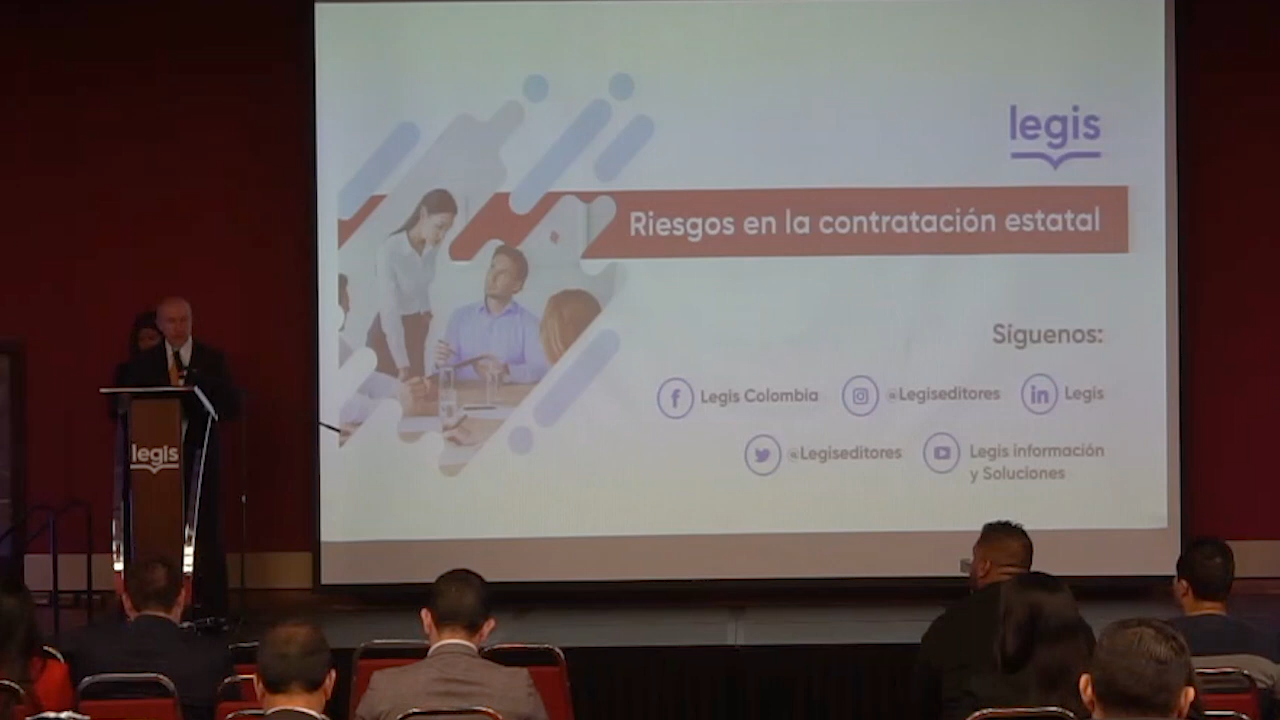 legis
Riesgos en la contratación estatal
Síguenos:
Legis Colombia
@Legiseditores
Legis
@Legiseditores
Legis información
y Soluciones
legis